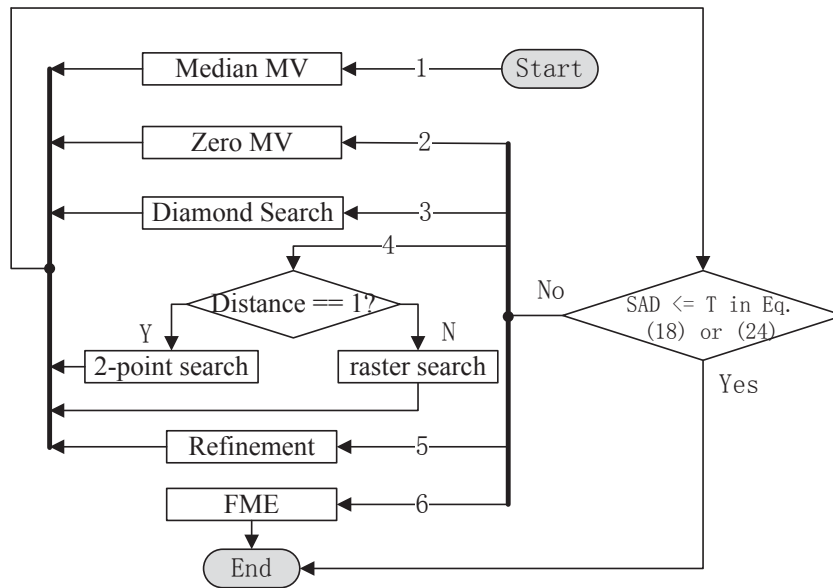 Median MV
1
Start
Zero MV
2
Diamond Search
3
4
Distance == 1?
No
SAD <= T in Eq.
(18) or (24)
Y
N
2-point search
raster search
Yes
Refinement
5
FME
6
End